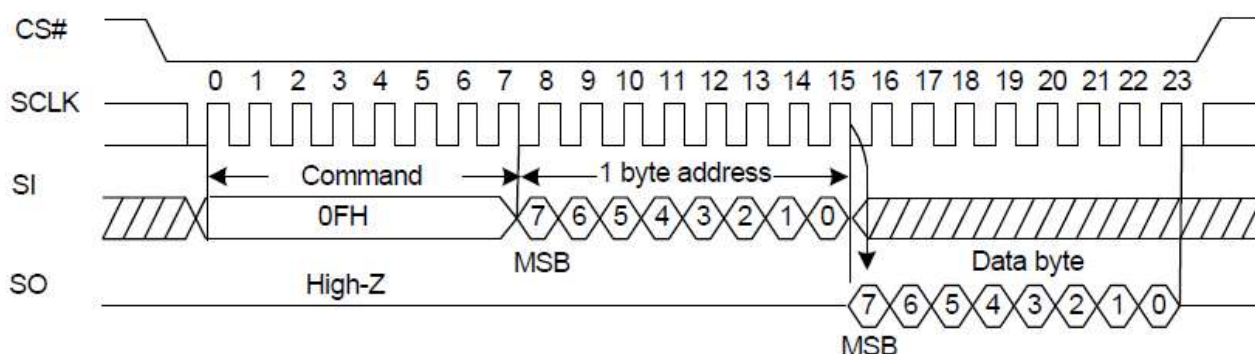 CS#
0 1 2 3 4 5 6 7 8 9 10 11 12 13 14 15 16 17 18 19 20 21 22 23
SCLK
SI Command 1 byte address
0FH 7 6 5 4 3 2 1 0
MSB Data byte
SO High-Z
7 6 5 4 3 2 1 0
MSB